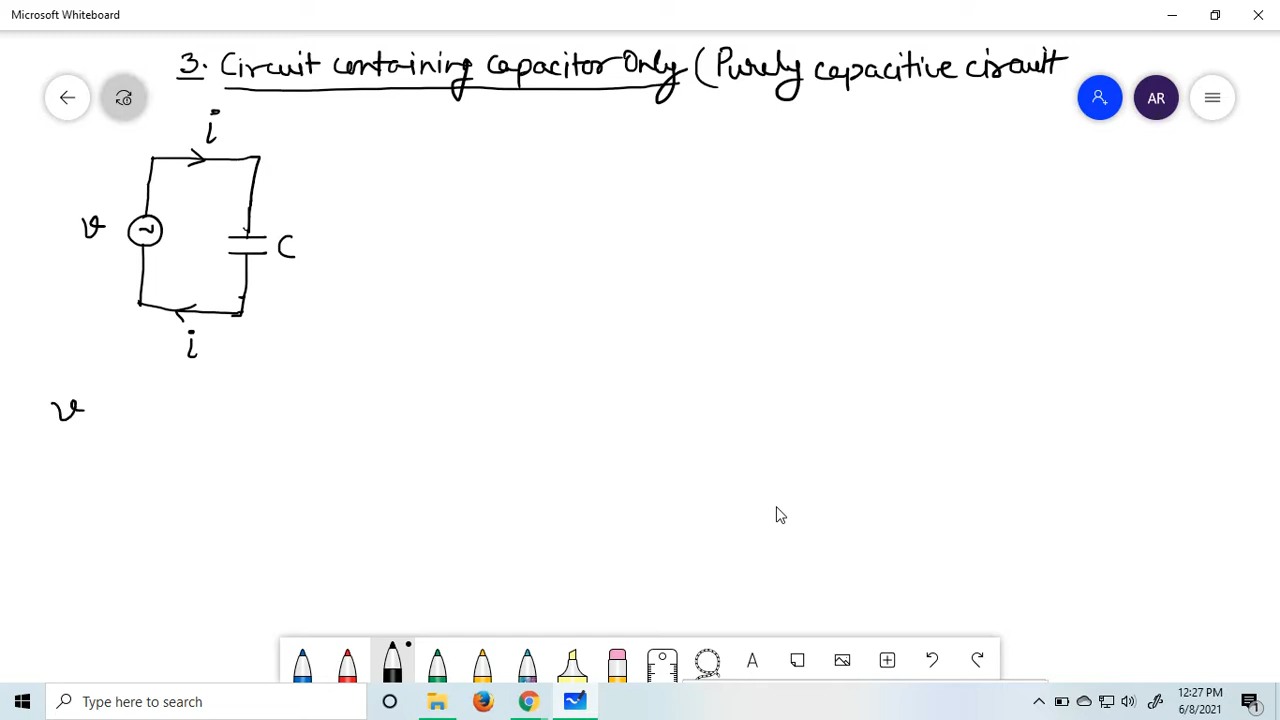 Microsoft Whiteboard
3. Circuit containing capacitor Only (Purely capacitive circuit
AR
i
v
~
C
i
v
A
Type here to search
12:27 PM
6/8/2021
1